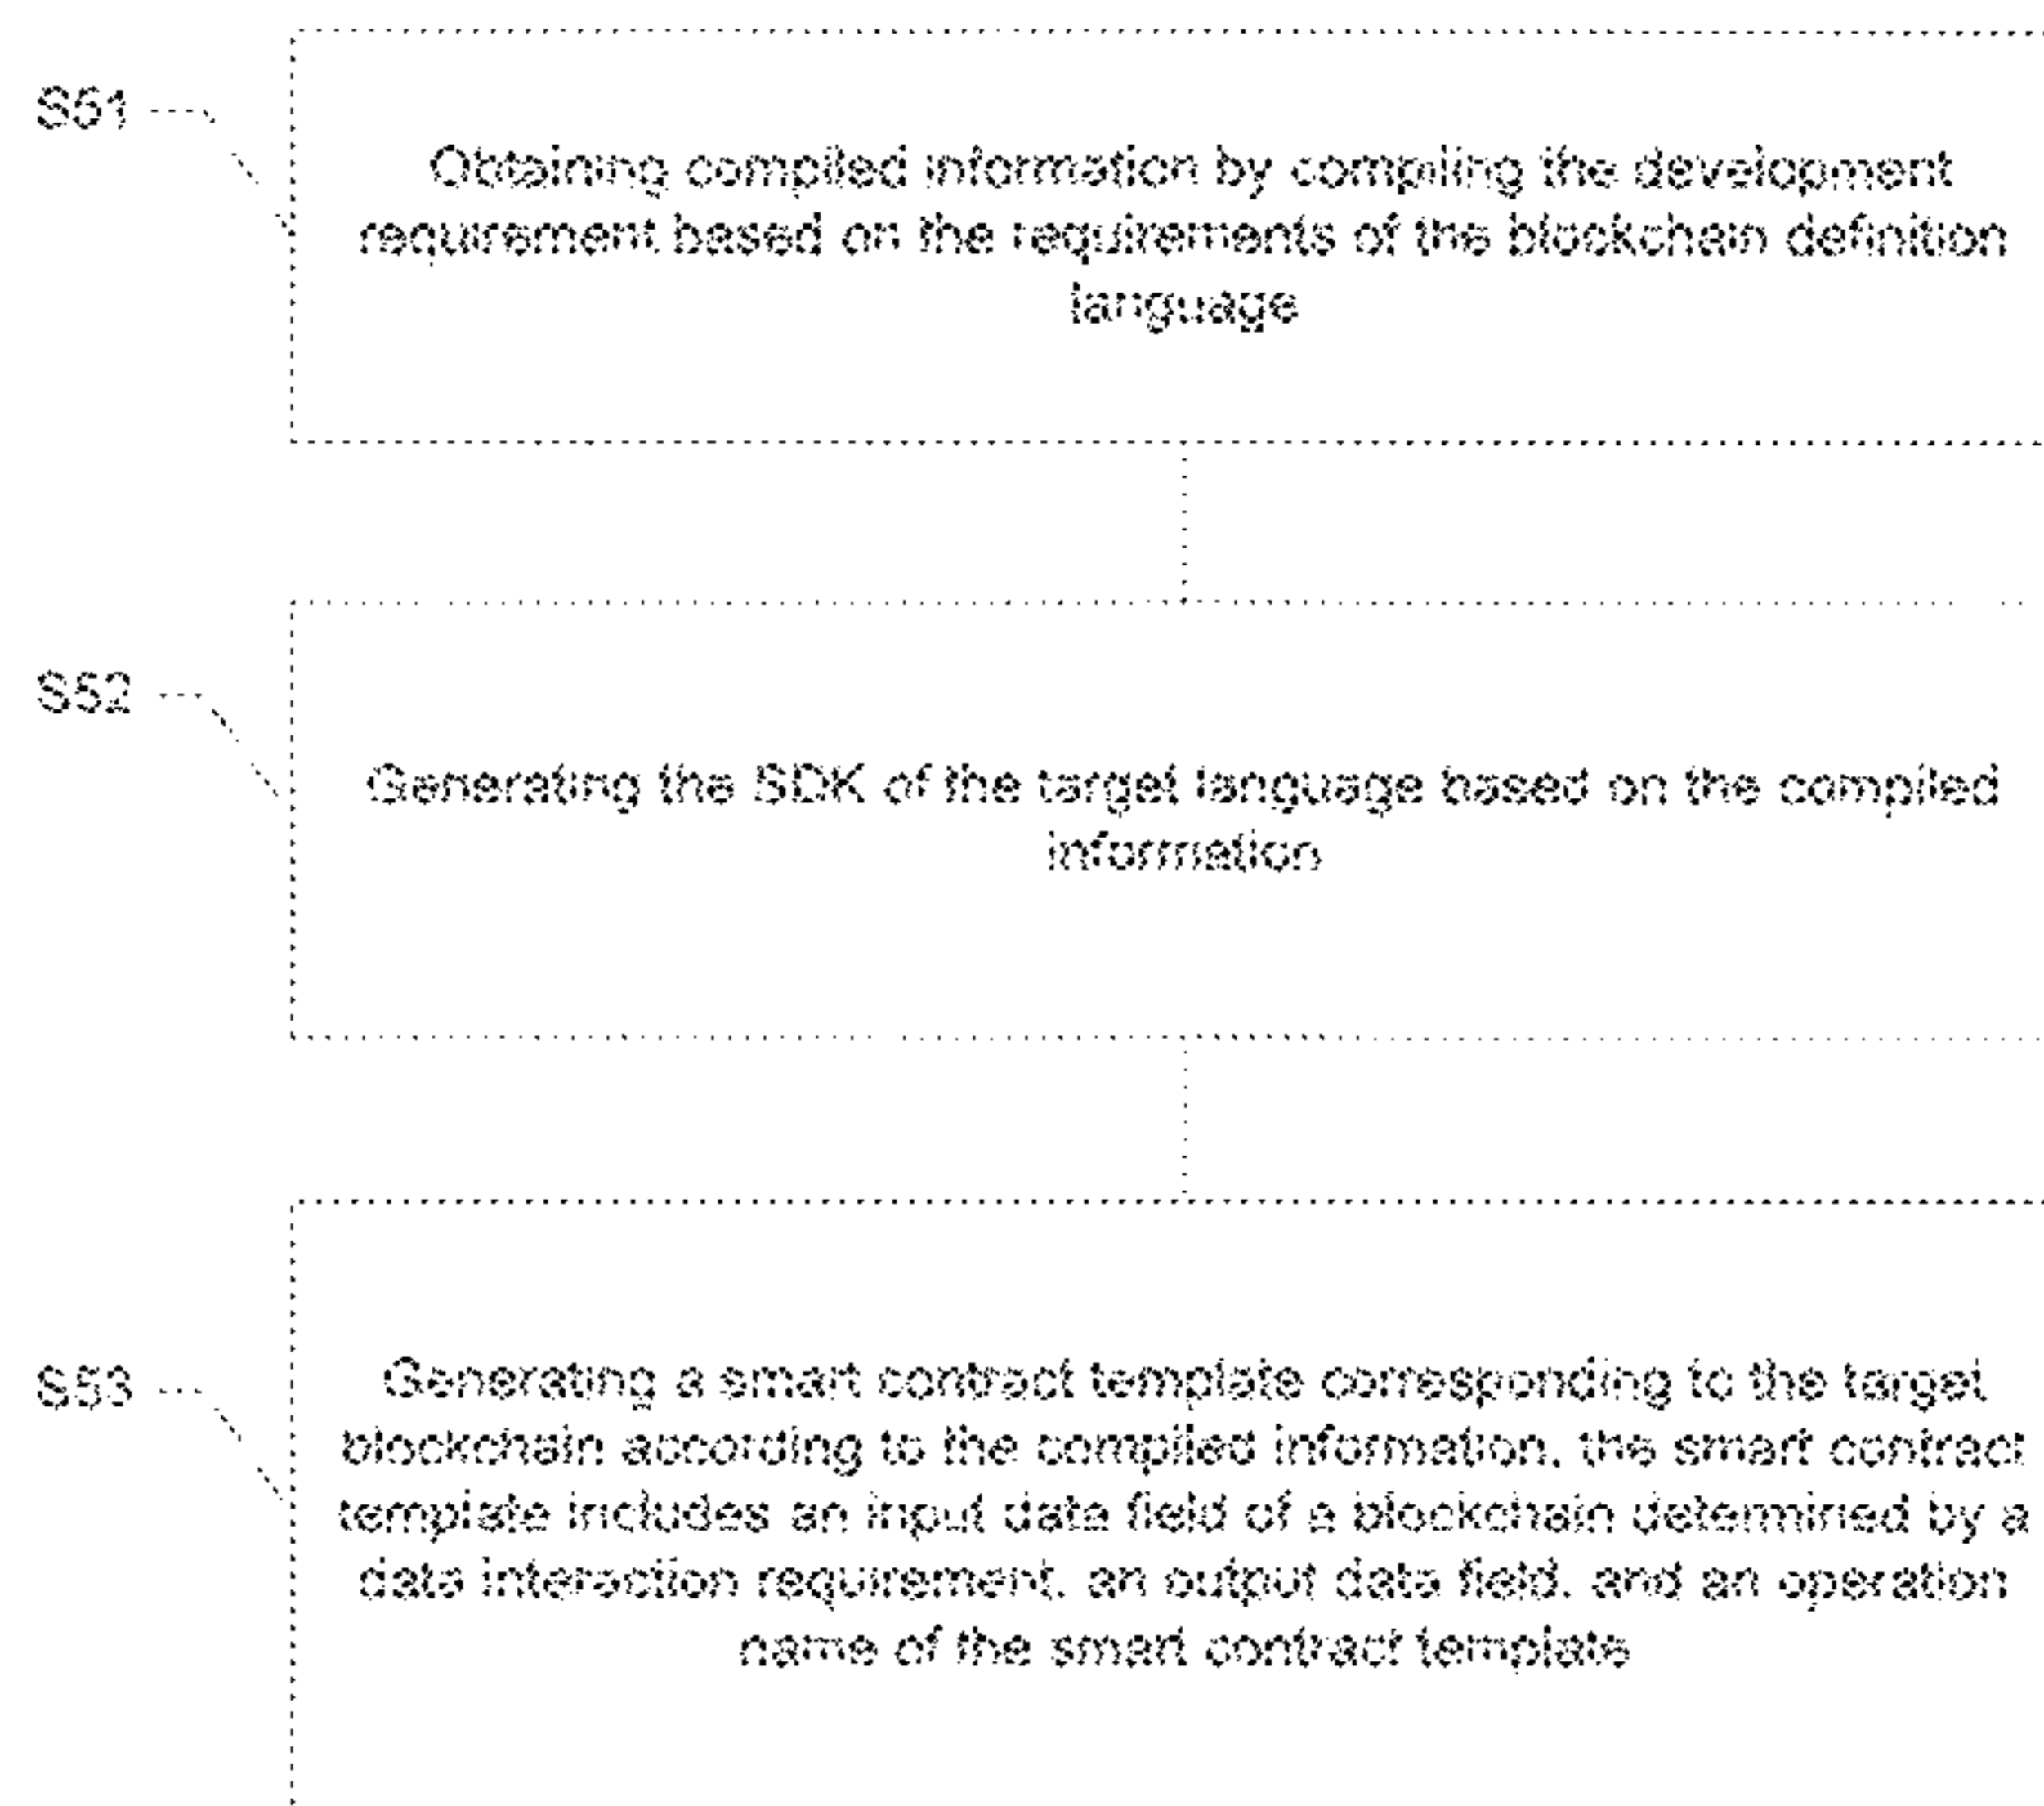 S51
Obtaining compiled information by compiling the development
requirement based on the requirements of the blockchain definition
language
S52
Generating the SDK of the target language based on the compiled
information
S53
Generating a smart contract template corresponding to the target
blockchain according to the compiled information, the smart contract
template includes an input data field of a blockchain determined by a
data interaction requirement, an output data field, and an operation
name of the smart contract template